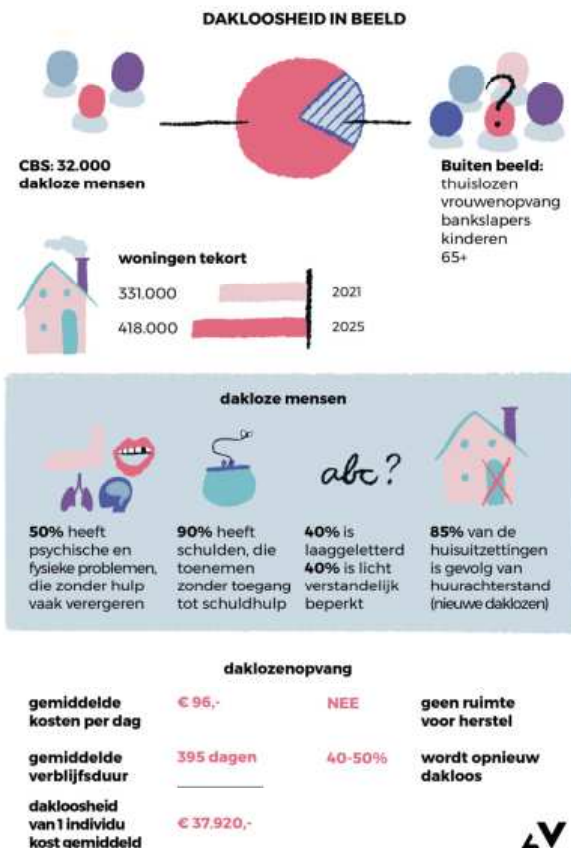 DAKLOOSHEID IN BEELD
CBS: 32.000
dakloze mensen
?
Buiten beeld:
thuislozen
vrouwenopvang
bankslapers
kinderen
65+
woningen tekort
331.000 2021
418.000 2025
dakloze mensen
abc?
50% heeft
psychische en
fysieke problemen,
die zonder hulp
vaak verergeren
90% heeft
schulden, die
toenemen
zonder toegang
tot schuldhulp
40% is
laaggeletterd
40% is licht
verstandelijk
beperkt
85% van de
huisuitzettingen
is gevolg van
huurachterstand
(nieuwe daklozen)
daklozenopvang
gemiddelde
kosten per dag
€ 96,-
NEE
geen ruimte
voor herstel
gemiddelde
verblijfsduur
395 dagen
40-50%
wordt opnieuw
dakloos
dakloosheid
van 1 individu
kost gemiddeld
€ 37.920,-